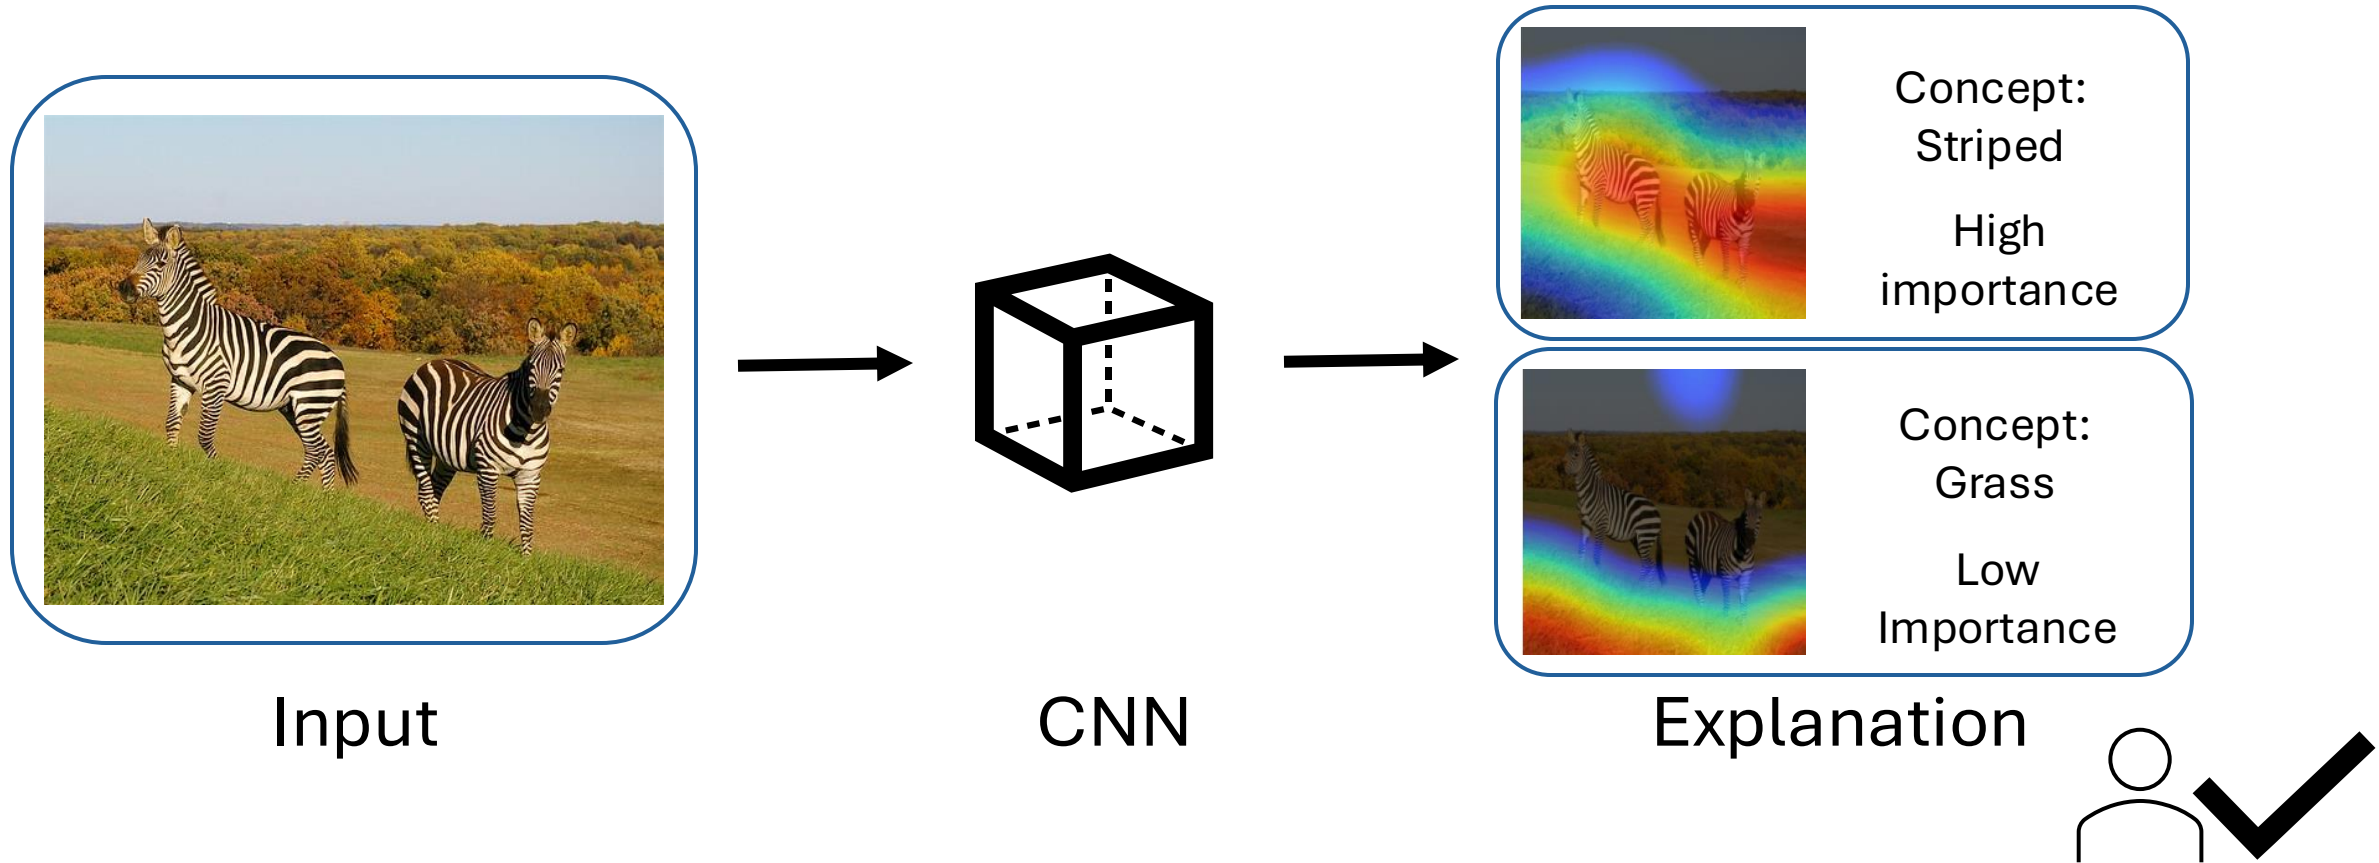 Concept:
Striped
High
importance
Concept:
Grass
Low
Importance
Input
CNN
Explanation